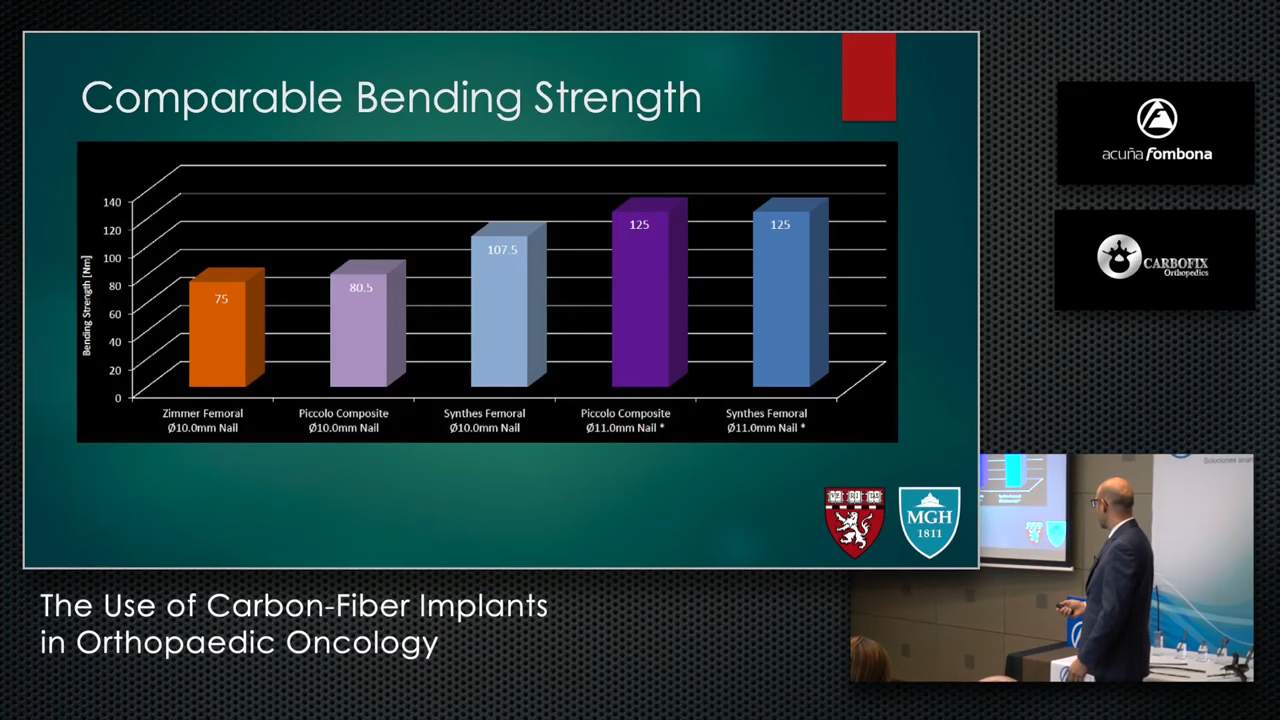 Comparable Bending Strength
Bending Strength [Nm]
140
120
100
80
60
40
20
0
75
80.5
107.5
125
125
Zimmer Femoral
Ø10.0mm Nail
Piccolo Composite
Ø10.0mm Nail
Synthes Femoral
Ø10.0mm Nail
Piccolo Composite
Ø11.0mm Nail *
Synthes Femoral
Ø11.0mm Nail *
MGH
1811
acuña fombona
CARBOFIX
Orthopedics
The Use of Carbon-Fiber Implants
in Orthopaedic Oncology